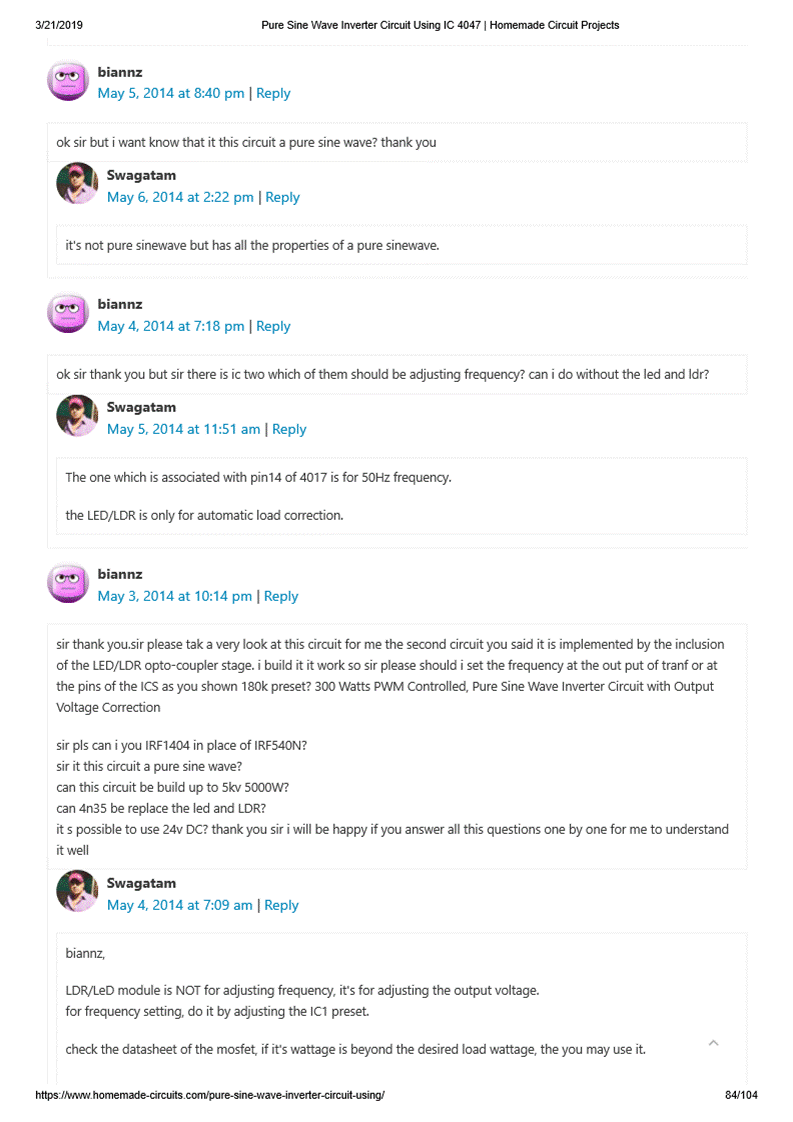 3/21/2019
Pure Sine Wave Inverter Circuit Using IC 4047 | Homemade Circuit Projects
biannz
May 5, 2014 at 8:40 pm | Reply
ok sir but i want know that it this circuit a pure sine wave? thank you
Swagatam
May 6, 2014 at 2:22 pm | Reply
it's not pure sinewave but has all the properties of a pure sinewave.
biannz
May 4, 2014 at 7:18 pm | Reply
ok sir thank you but sir there is ic two which of them should be adjusting frequency? can i do without the led and ldr?
Swagatam
May 5, 2014 at 11:51 am | Reply
The one which is associated with pin14 of 4017 is for 50Hz frequency.
the LED/LDR is only for automatic load correction.
biannz
May 3, 2014 at 10:14 pm | Reply
sir thank you.sir please tak a very look at this circuit for me the second circuit you said it is implemented by the inclusion
of the LED/LDR opto-coupler stage. i build it it work so sir please should i set the frequency at the out put of tranf or at
the pins of the ICS as you shown 180k preset? 300 Watts PWM Controlled, Pure Sine Wave Inverter Circuit with Output
Voltage Correction
sir pls can i you IRF1404 in place of IRF540N?
sir it this circuit a pure sine wave?
can this circuit be build up to 5kv 5000W?
can 4n35 be replace the led and LDR?
it s possible to use 24v DC? thank you sir i will be happy if you answer all this questions one by one for me to understand
it well
Swagatam
May 4, 2014 at 7:09 am | Reply
biannz,
LDR/LeD module is NOT for adjusting frequency, it's for adjusting the output voltage.
for frequency setting, do it by adjusting the IC1 preset.
check the datasheet of the mosfet, if it's wattage is beyond the desired load wattage, the you may use it.
https://www.homemade-circuits.com/pure-sine-wave-inverter-circuit-using/
84/104